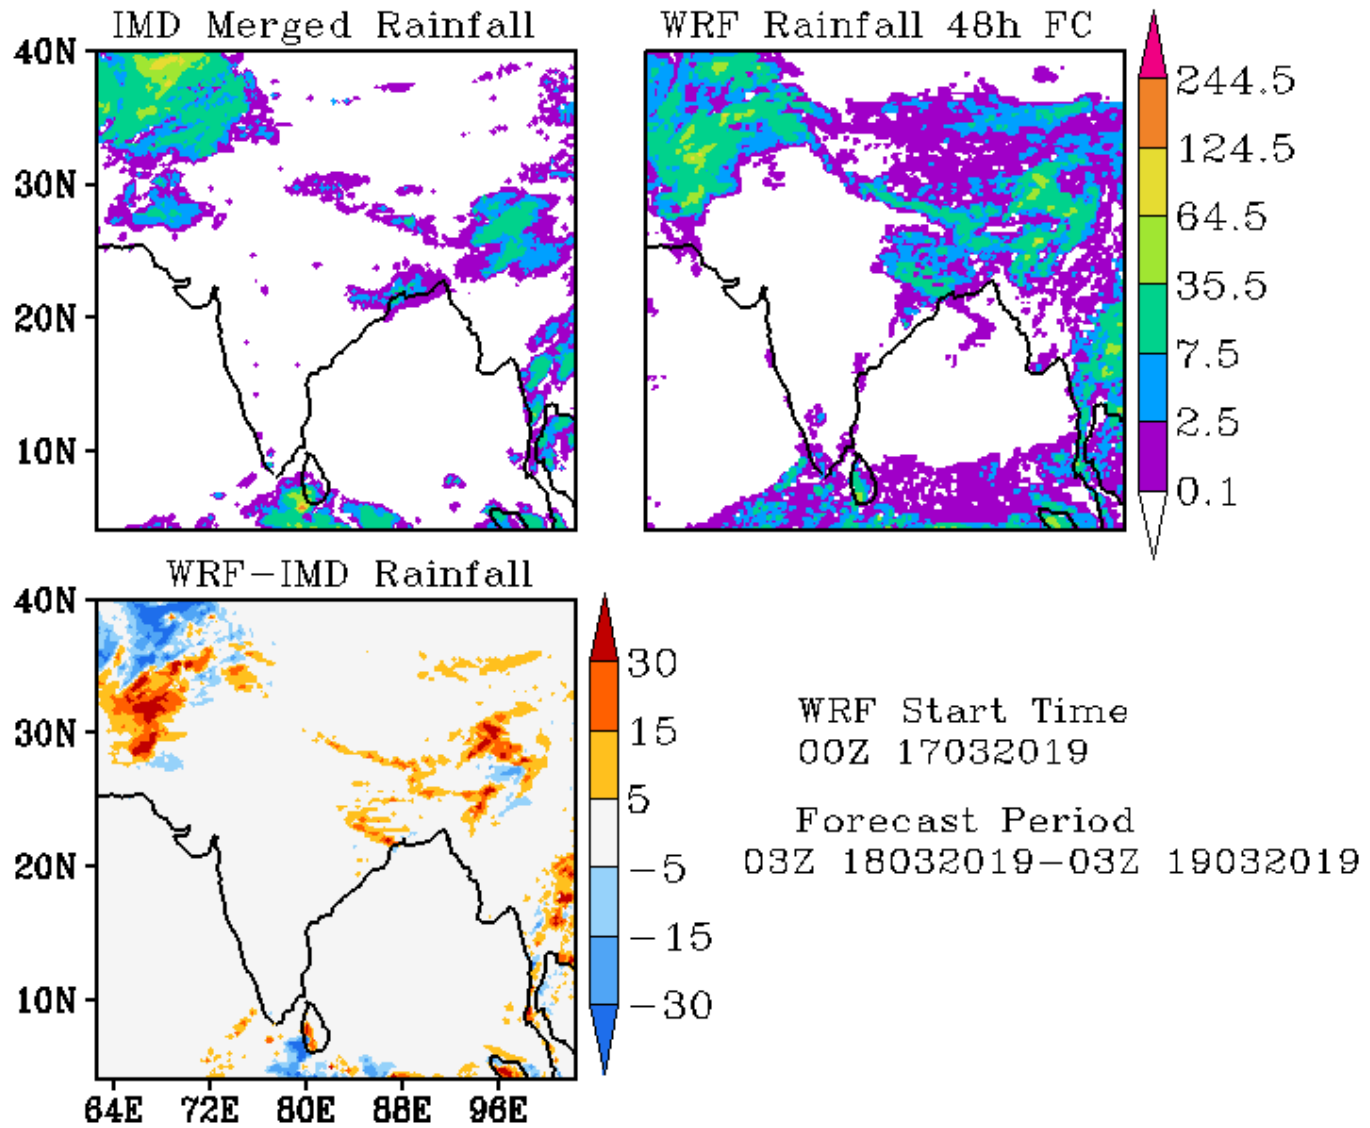 IMD Merged Rainfall
WRF Rainfall 48h FC
40N
30N
20N
10N
244.5
124.5
64.5
35.5
7.5
2.5
0.1
WRF-IMD Rainfall
40N
30N
20N
10N
64E 72E 80E 88E 96E
30
15
5
-5
-15
-30
WRF Start Time
00Z 17032019
Forecast Period
03Z 18032019-03Z 19032019